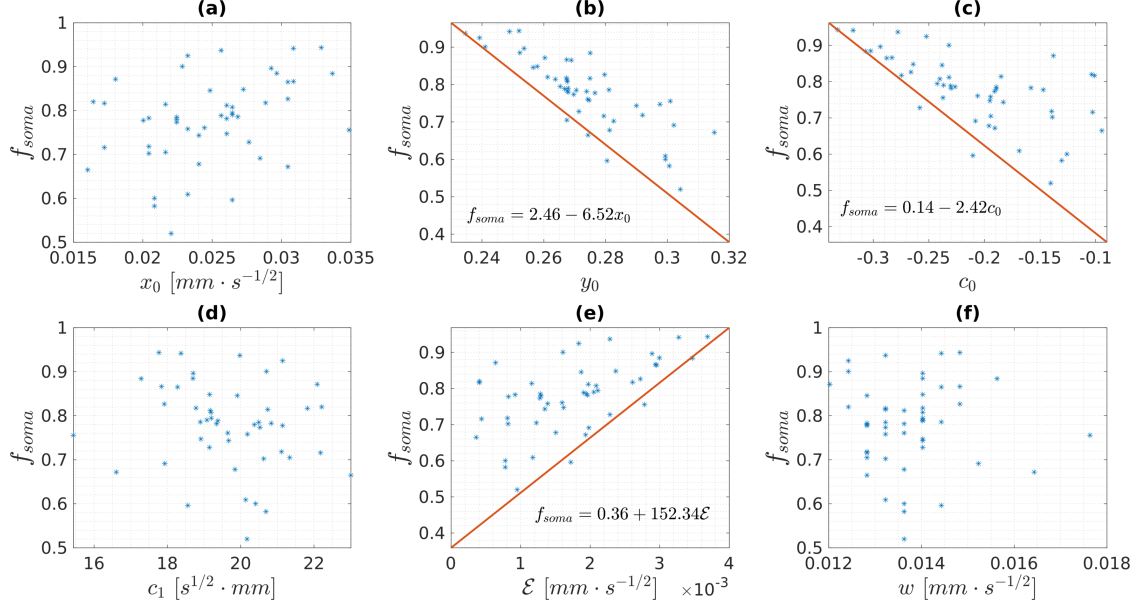 (a)
1
0.9
0.8
0.7
0.6
0.5
f_soma
0.015 0.02 0.025 0.03 0.035
x_0 [mm · s^{-1/2}]
(b)
0.9
0.8
0.7
0.6
0.5
0.4
f_soma
f_soma = 2.46 − 6.52x_0
0.24 0.26 0.28 0.3 0.32
y_0
(c)
0.9
0.8
0.7
0.6
0.5
0.4
f_soma
f_soma = 0.14 − 2.42c_0
-0.3 -0.25 -0.2 -0.15 -0.1
c_0
(d)
1
0.9
0.8
0.7
0.6
0.5
f_soma
16 18 20 22
c_1 [s^{1/2} · mm]
(e)
0.9
0.8
0.7
0.6
0.5
0.4
f_soma
f_soma = 0.36 + 152.34ℰ
0 1 2 3 4
ℰ [mm · s^{-1/2}] ×10^{-3}
(f)
1
0.9
0.8
0.7
0.6
0.5
f_soma
0.012 0.014 0.016 0.018
w [mm · s^{-1/2}]